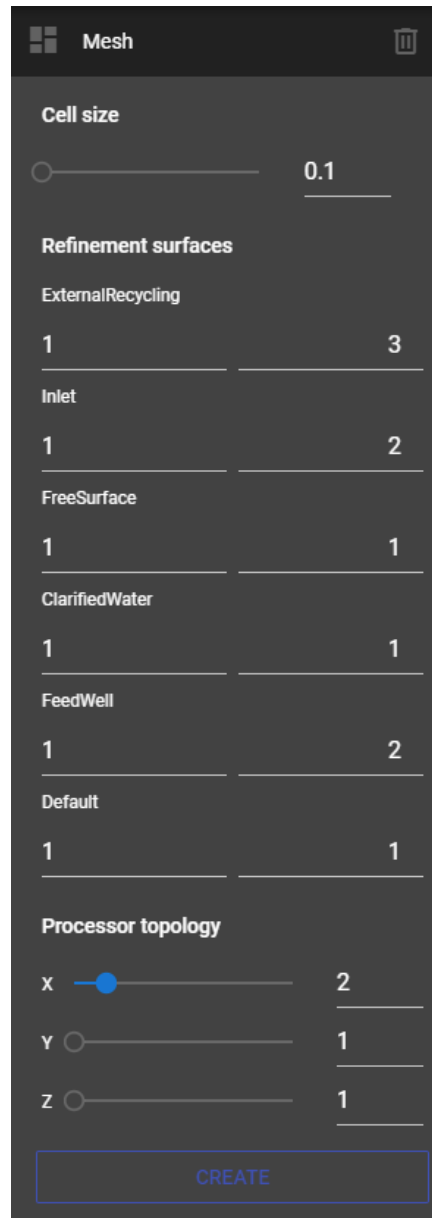 Mesh
Cell size
0.1
Refinement surfaces
ExternalRecycling
1 3
Inlet
1 2
FreeSurface
1 1
ClarifiedWater
1 1
FeedWell
1 2
Default
1 1
Processor topology
X 2
Y 1
Z 1
CREATE